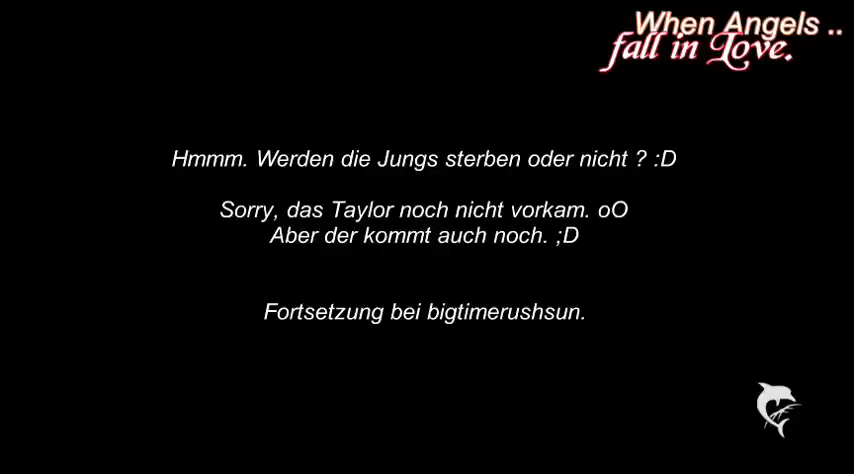 When Angels ..
fall in Love.
Hmmm. Werden die Jungs sterben oder nicht ? :D
Sorry, das Taylor noch nicht vorkam. oO
Aber der kommt auch noch. ;D
Fortsetzung bei bigtimerushsun.